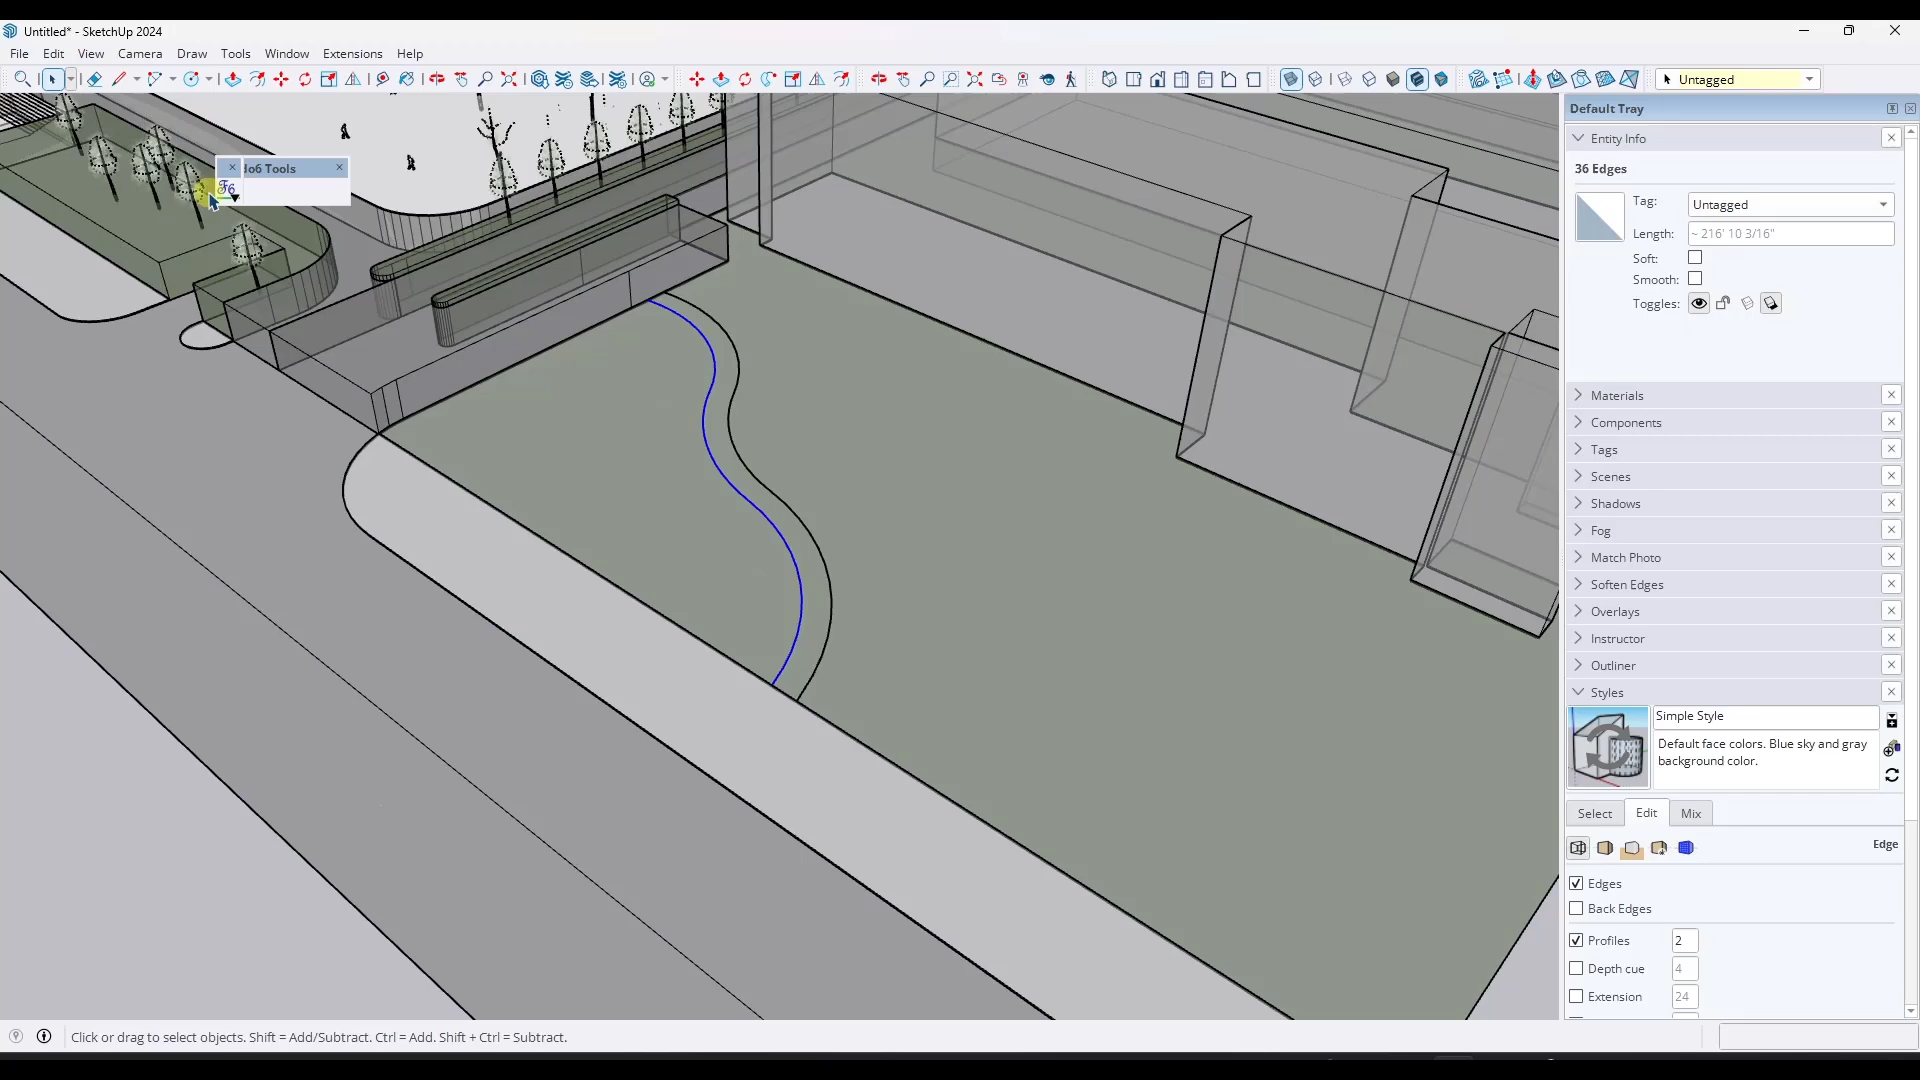 Untitled* - SketchUp 2024
File Edit View Camera Draw Tools Window Extensions Help
Untagged
Default Tray
Entity Info
36 Edges
Tag: Untagged
Length: ~ 216' 10 3/16"
Soft:
Smooth:
Toggles:
Materials
Components
Tags
Scenes
Shadows
Fog
Match Photo
Soften Edges
Overlays
Instructor
Outliner
Styles
Simple Style
Default face colors. Blue sky and gray
background color.
Select Edit Mix
Edge
Edges
Back Edges
Profiles 2
Depth cue 4
Extension 24
do6 Tools
F6
Click or drag to select objects. Shift = Add/Subtract. Ctrl = Add. Shift + Ctrl = Subtract.